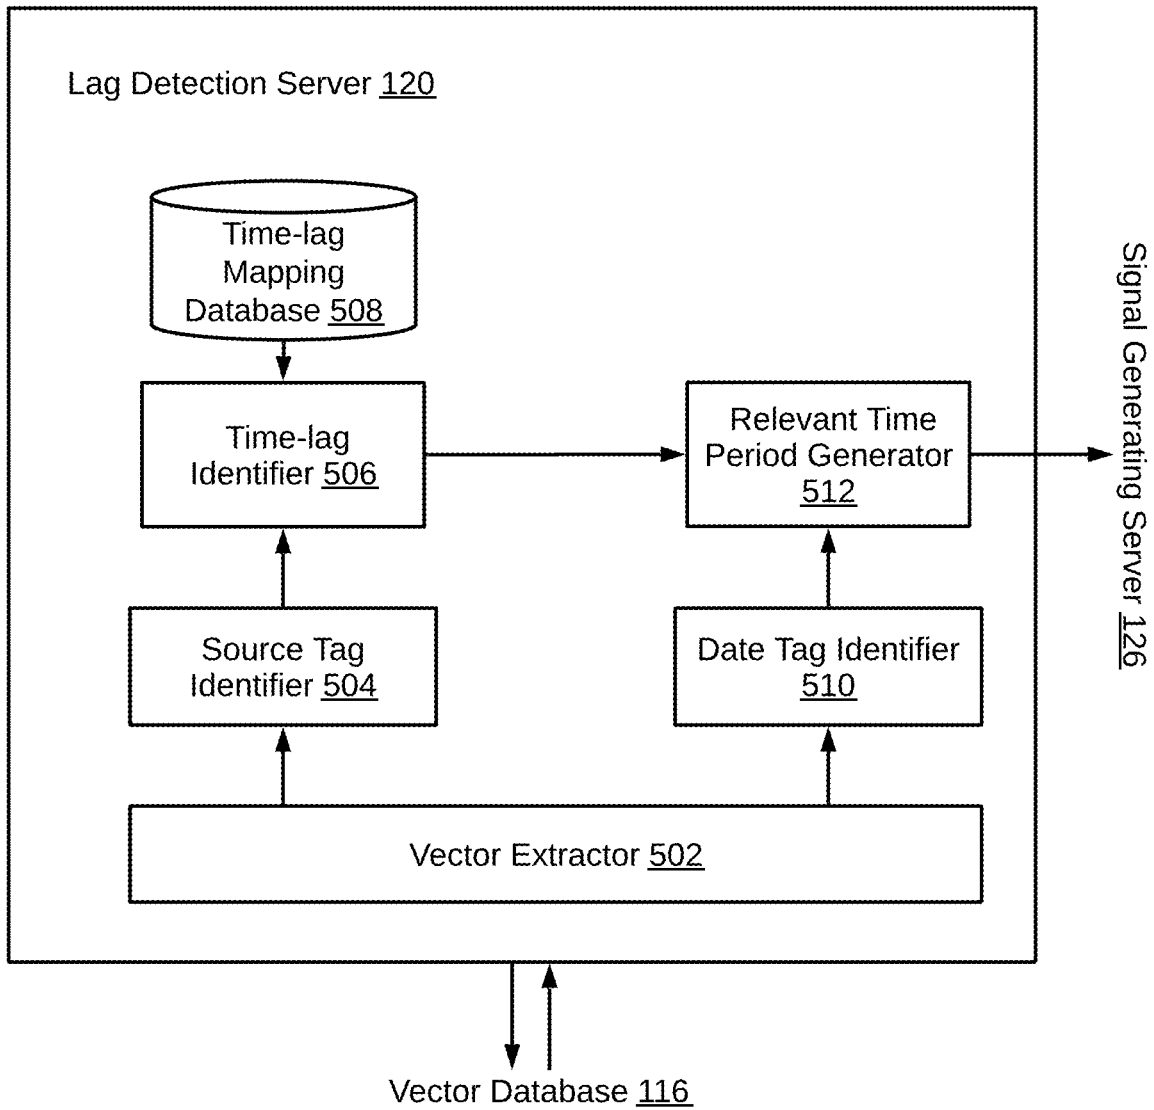 Lag Detection Server 120
Time-lag
Mapping
Database 508
Time-lag
Identifier 506
Relevant Time
Period Generator
512
Signal Generating Server 126
Source Tag
Identifier 504
Date Tag Identifier
510
Vector Extractor 502
Vector Database 116